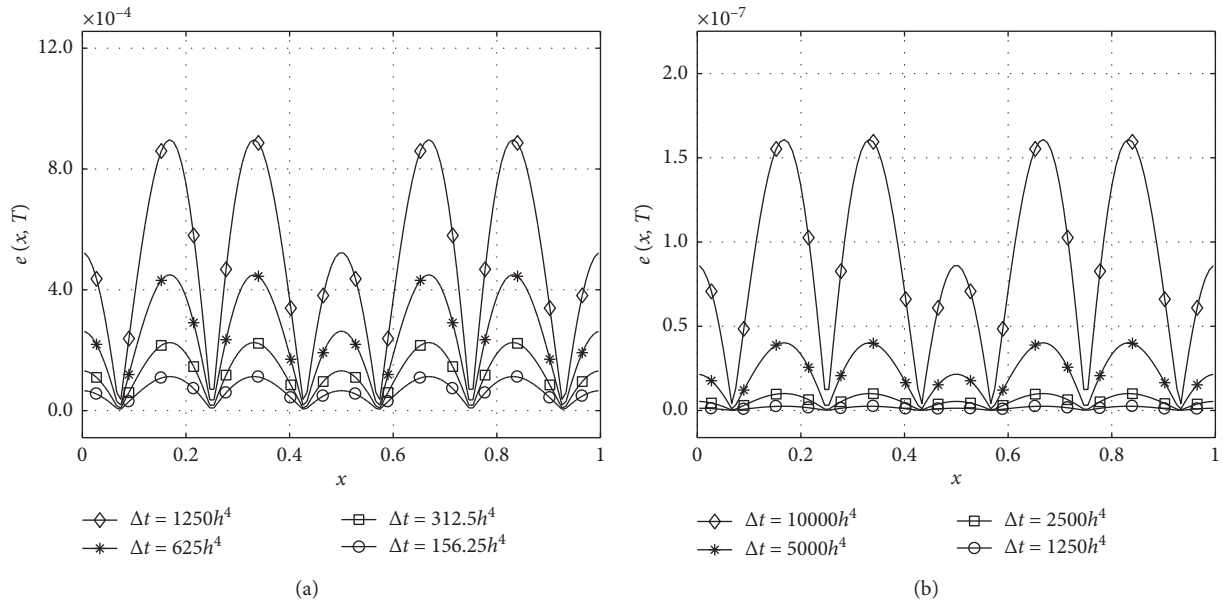 ×10⁻⁴
12.0
8.0
4.0
0.0
e (x, T)
0 0.2 0.4 0.6 0.8 1
x
Δt = 1250h⁴
Δt = 625h⁴
Δt = 312.5h⁴
Δt = 156.25h⁴
(a)
×10⁻⁷
2.0
1.5
1.0
0.5
0.0
e (x, T)
0 0.2 0.4 0.6 0.8 1
x
Δt = 10000h⁴
Δt = 5000h⁴
Δt = 2500h⁴
Δt = 1250h⁴
(b)